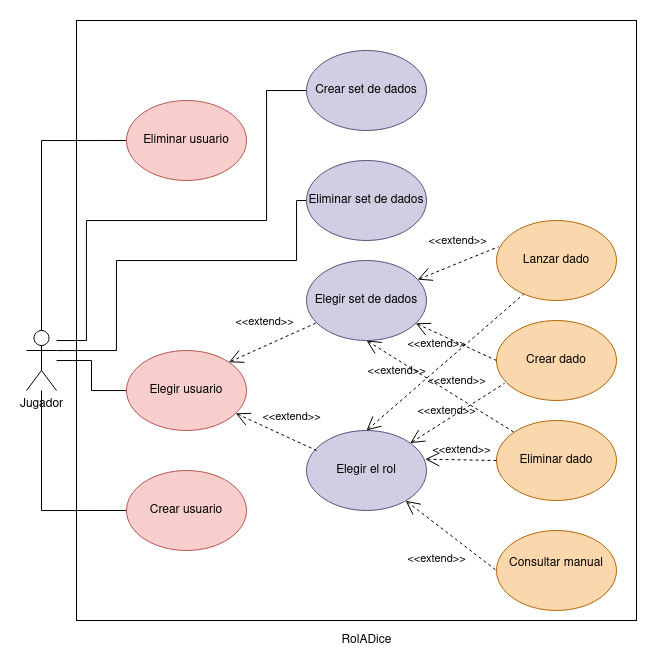 Crear set de dados
Eliminar usuario
Eliminar set de dados
<<extend>>
Lanzar dado
Elegir set de dados
<<extend>>
<<extend>>
Crear dado
<<extend>>
<<extend>>
Elegir usuario
Jugador
<<extend>>
<<extend>>
<<extend>>
Eliminar dado
Elegir el rol
Crear usuario
<<extend>>
Consultar manual
RolADice